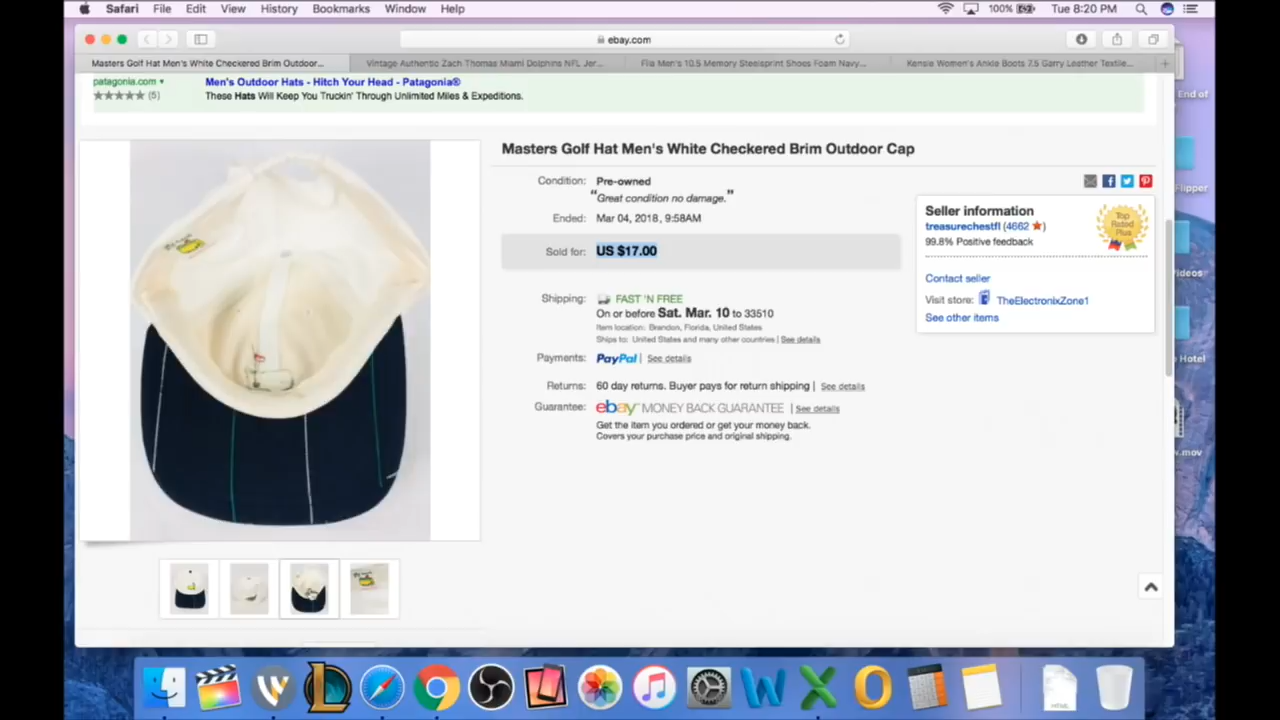 Safari File Edit View History Bookmarks Window Help
100% Tue 8:20 PM
ebay.com
Masters Golf Hat Men's White Checkered Brim Outdoor...
Vintage Authentic Zach Thomas Miami Dolphins NFL Jer...
Fila Men's 10.5 Memory Steelsprint Shoes Foam Navy...
Kensie Women's Ankle Boots 7.5 Garry Leather Textile...
patagonia.com
Men's Outdoor Hats - Hitch Your Head - Patagonia®
(5)
These Hats Will Keep You Truckin' Through Unlimited Miles & Expeditions.
Masters Golf Hat Men's White Checkered Brim Outdoor Cap
Condition: Pre-owned
"Great condition no damage."
Ended: Mar 04, 2018, 9:58AM
Sold for: US $17.00
Shipping: FAST 'N FREE
On or before Sat. Mar. 10 to 33510
Item location: Brandon, Florida, United States
Ships to: United States and many other countries | See details
Payments: PayPal | See details
Returns: 60 day returns. Buyer pays for return shipping | See details
Guarantee: ebay MONEY BACK GUARANTEE | See details
Get the item you ordered or get your money back.
Covers your purchase price and original shipping.
Seller information
treasurechestfl (4662 )
99.8% Positive feedback
Top
Rated
Plus
Contact seller
Visit store: TheElectronixZone1
See other items
End of
Flipper
Videos
Hotel
.mov
HTML